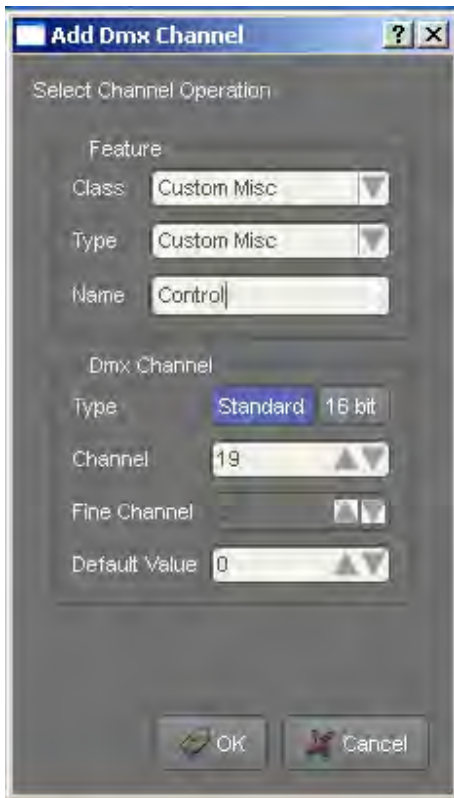 Add Dmx Channel ? X
Select Channel Operation
Feature
Class Custom Misc
Type Custom Misc
Name Control
Dmx Channel
Type Standard 16 bit
Channel 19
Fine Channel
Default Value 0
OK Cancel